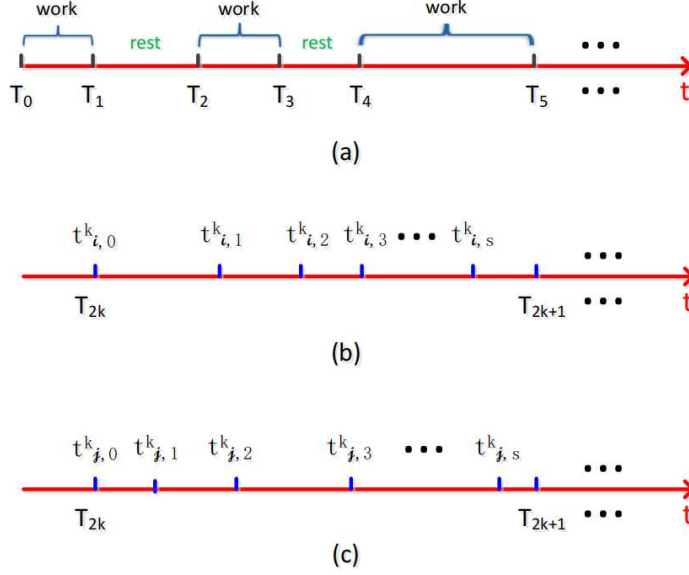 work work work
rest rest
T₀ T₁ T₂ T₃ T₄ T₅ ••• t
•••
(a)
tᵏᵢ,₀ tᵏᵢ,₁ tᵏᵢ,₂ tᵏᵢ,₃ ••• tᵏᵢ,ₛ •••
T₂ₖ T₂ₖ₊₁ ••• t
(b)
tᵏⱼ,₀ tᵏⱼ,₁ tᵏⱼ,₂ tᵏⱼ,₃ ••• tᵏⱼ,ₛ •••
T₂ₖ T₂ₖ₊₁ ••• t
(c)